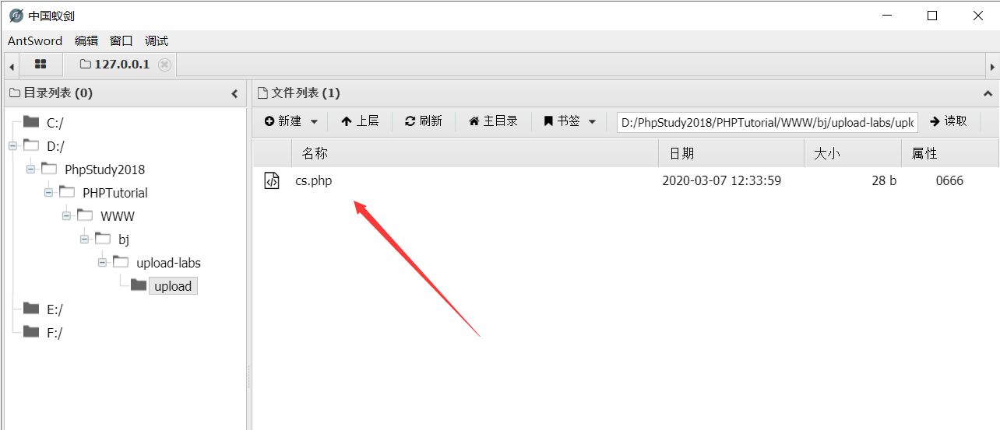 中国蚁剑
AntSword 编辑 窗口 调试
127.0.0.1
目录列表 (0)
C:/
D:/
PhpStudy2018
PHPTutorial
WWW
bj
upload-labs
upload
E:/
F:/
文件列表 (1)
新建 上层 刷新 主目录 书签 D:/PhpStudy2018/PHPTutorial/WWW/bj/upload-labs/uplo 读取
名称 日期 大小 属性
cs.php 2020-03-07 12:33:59 28 b 0666